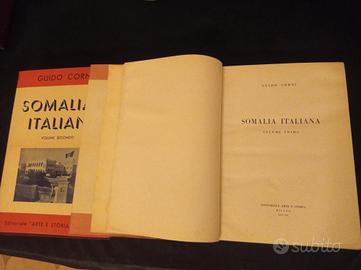 GUIDO CORN
SOMALIA
ITALIAN
VOLUME SECONDO
Editoriale "ARTE E STORIA
GUIDO CORNI
SOMALIA ITALIANA
VOLUME PRIMO
EDITORIALE ARTE E STORIA
MILANO
subito